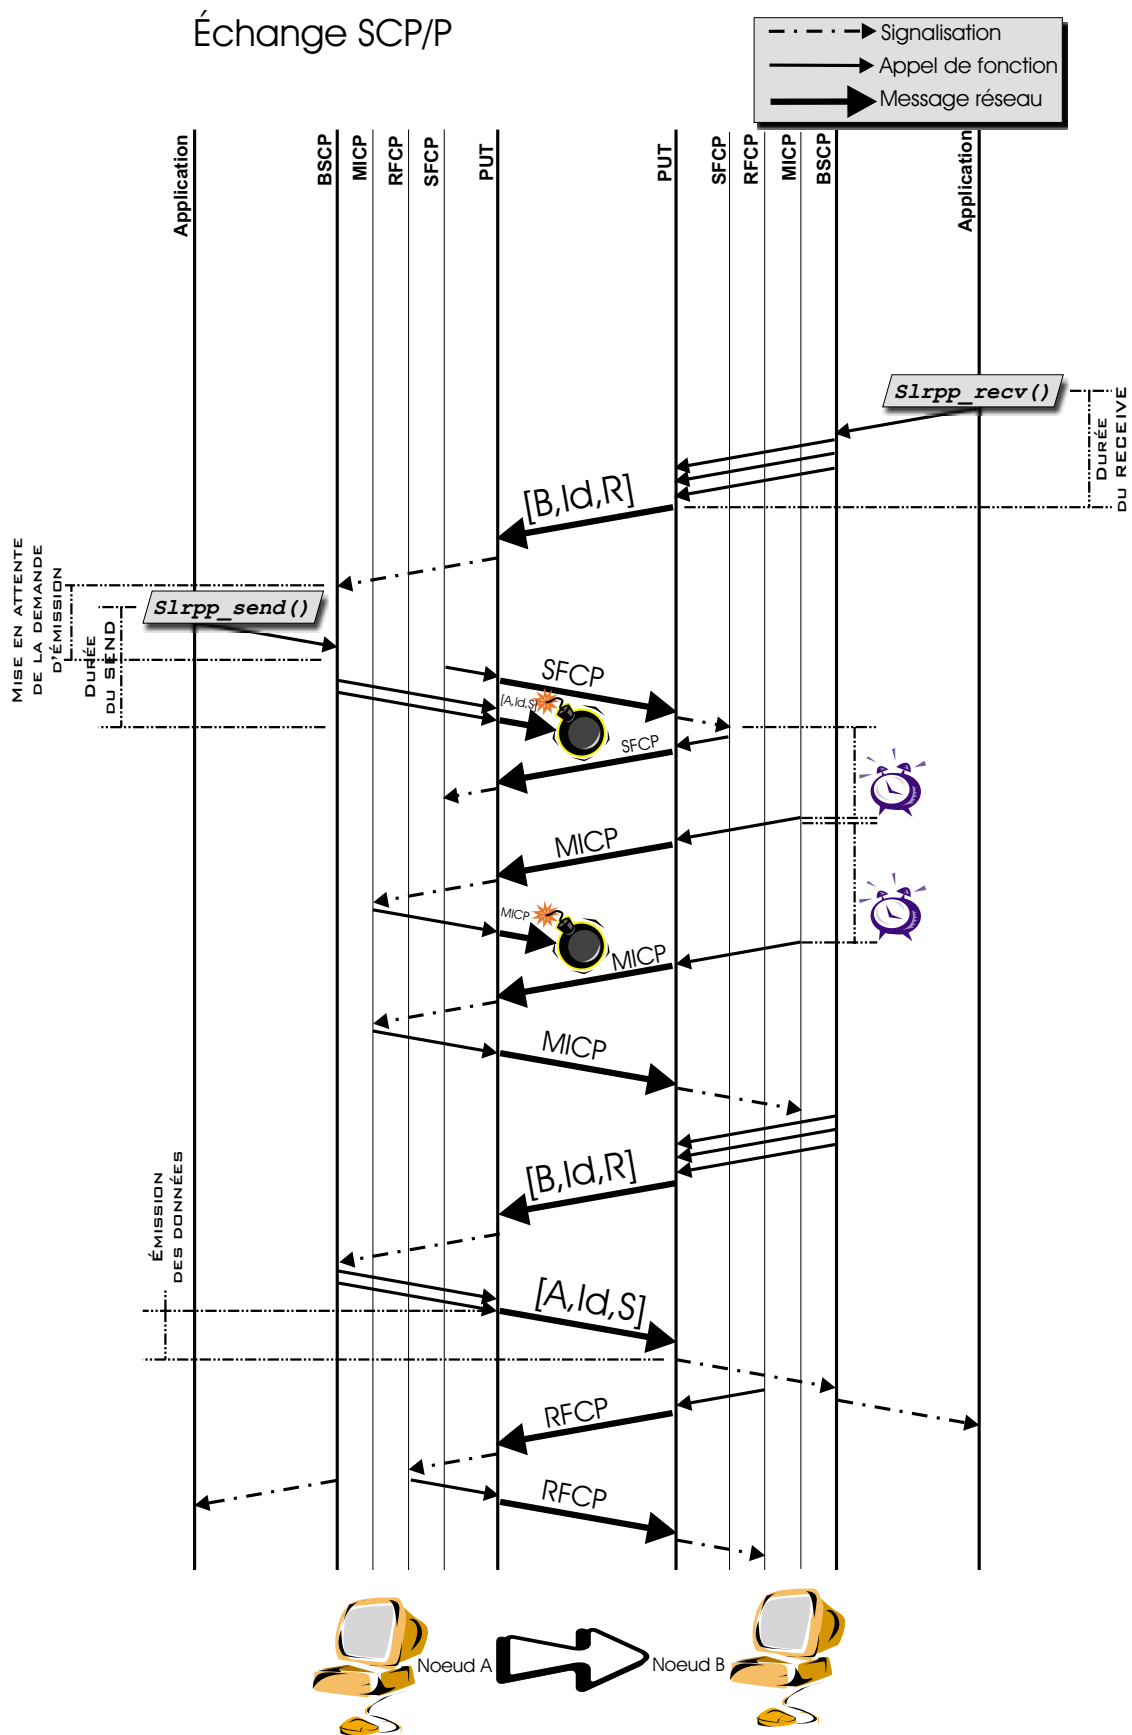 Échange SCP/P
Signalisation
Appel de fonction
Message réseau
Application
BSCP
MICP
RFCP
SFCP
PUT
PUT
SFCP
RFCP
MICP
BSCP
Application
Slrpp_recv()
DURÉE
DU RECEIVE
[B,Id,R]
MISE EN ATTENTE
DE LA DEMANDE
D'ÉMISSION
Slrpp_send()
DURÉE
DU SEND
SFCP
[A,Id,S]
SFCP
MICP
MICP
MICP
MICP
[B,Id,R]
ÉMISSION
DES DONNÉES
[A,Id,S]
RFCP
RFCP
Noeud A
Noeud B